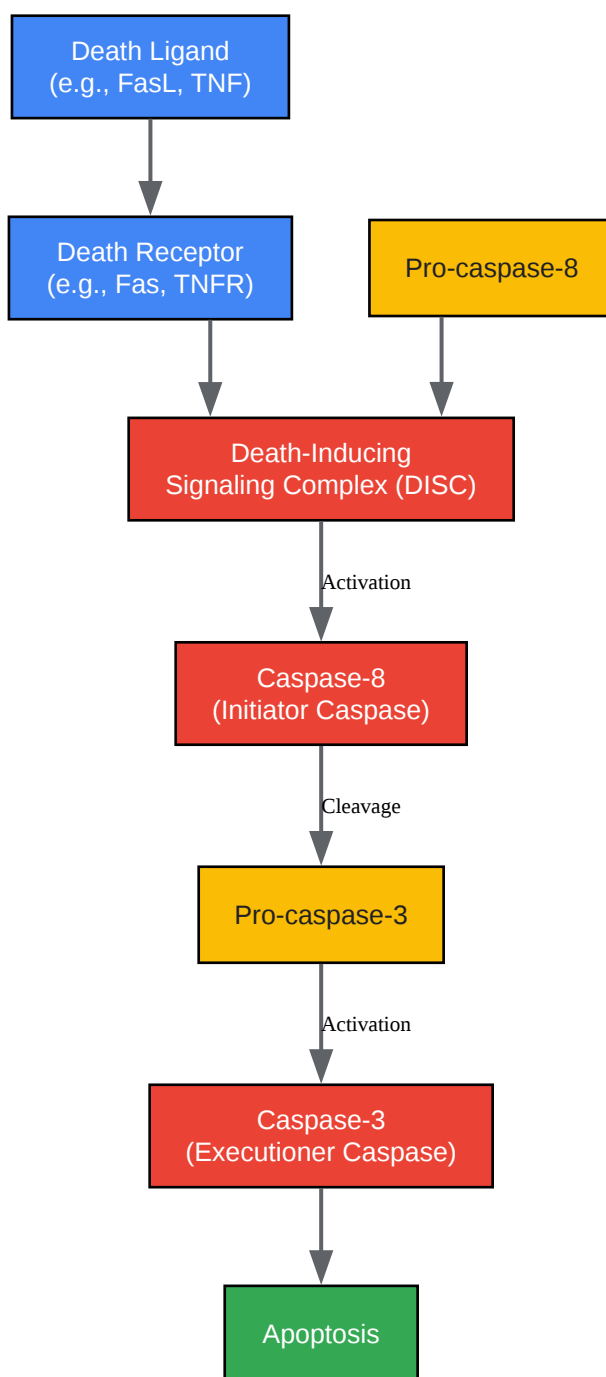 Death Ligand
(e.g., FasL, TNF)
Death Receptor
(e.g., Fas, TNFR)
Pro-caspase-8
Death-Inducing
Signaling Complex (DISC)
Activation
Caspase-8
(Initiator Caspase)
Cleavage
Pro-caspase-3
Activation
Caspase-3
(Executioner Caspase)
Apoptosis